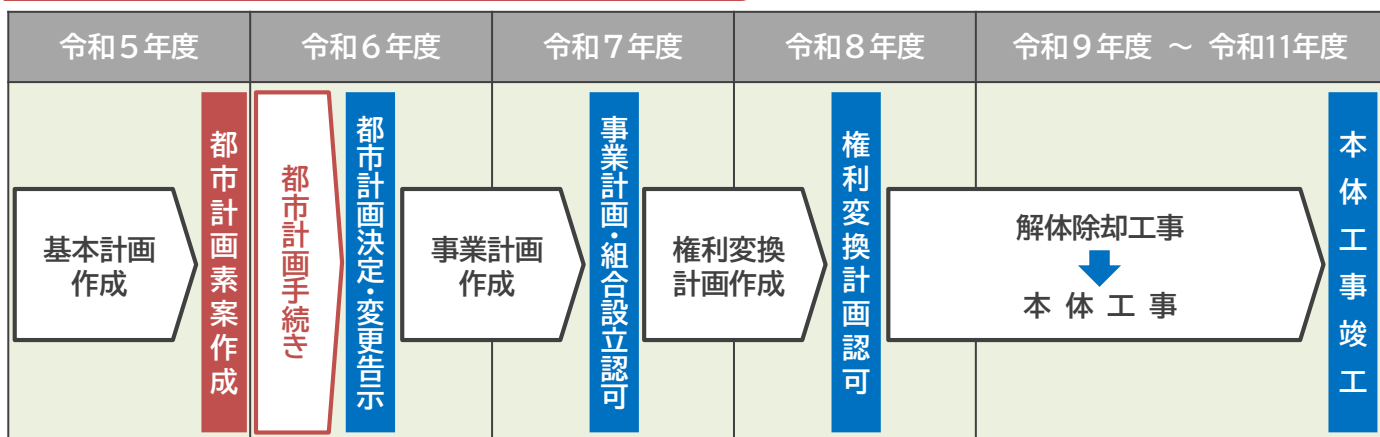 令和5年度
令和6年度
令和7年度
令和8年度
令和9年度 ～ 令和11年度
基本計画
作成
都市計画素案作成
都市計画手続き
都市計画決定・変更告示
事業計画
作成
事業計画・組合設立認可
権利変換
計画作成
権利変換計画認可
解体除却工事
本体工事
本体工事竣工